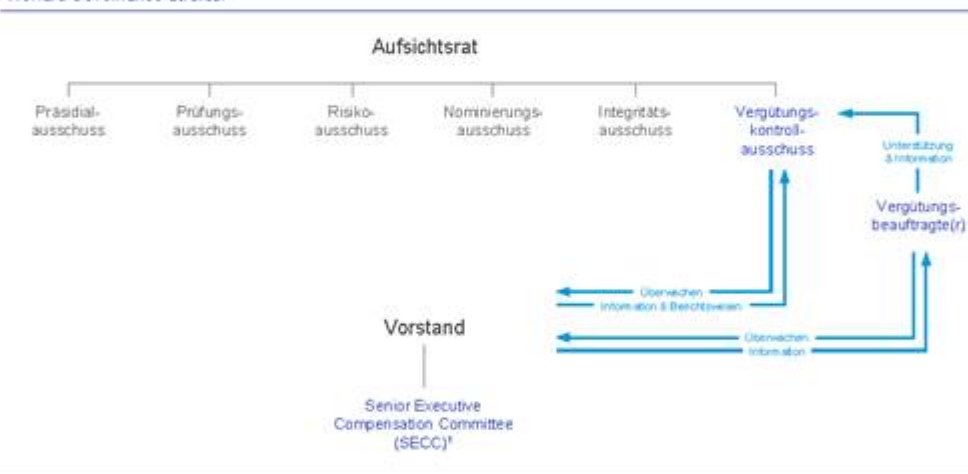 Aufsichtsrat
Präsidial-
ausschuss
Prüfungs-
ausschuss
Risiko-
ausschuss
Nominierungs-
ausschuss
Integritäts-
ausschuss
Vergütungs-
kontroll-
ausschuss
Unterstützung
& Information
Vergütungs-
beauftragte(r)
Überwachen
Information & Berichtswesen
Vorstand
Überwachen
Information
Senior Executive
Compensation Committee
(SECC)¹